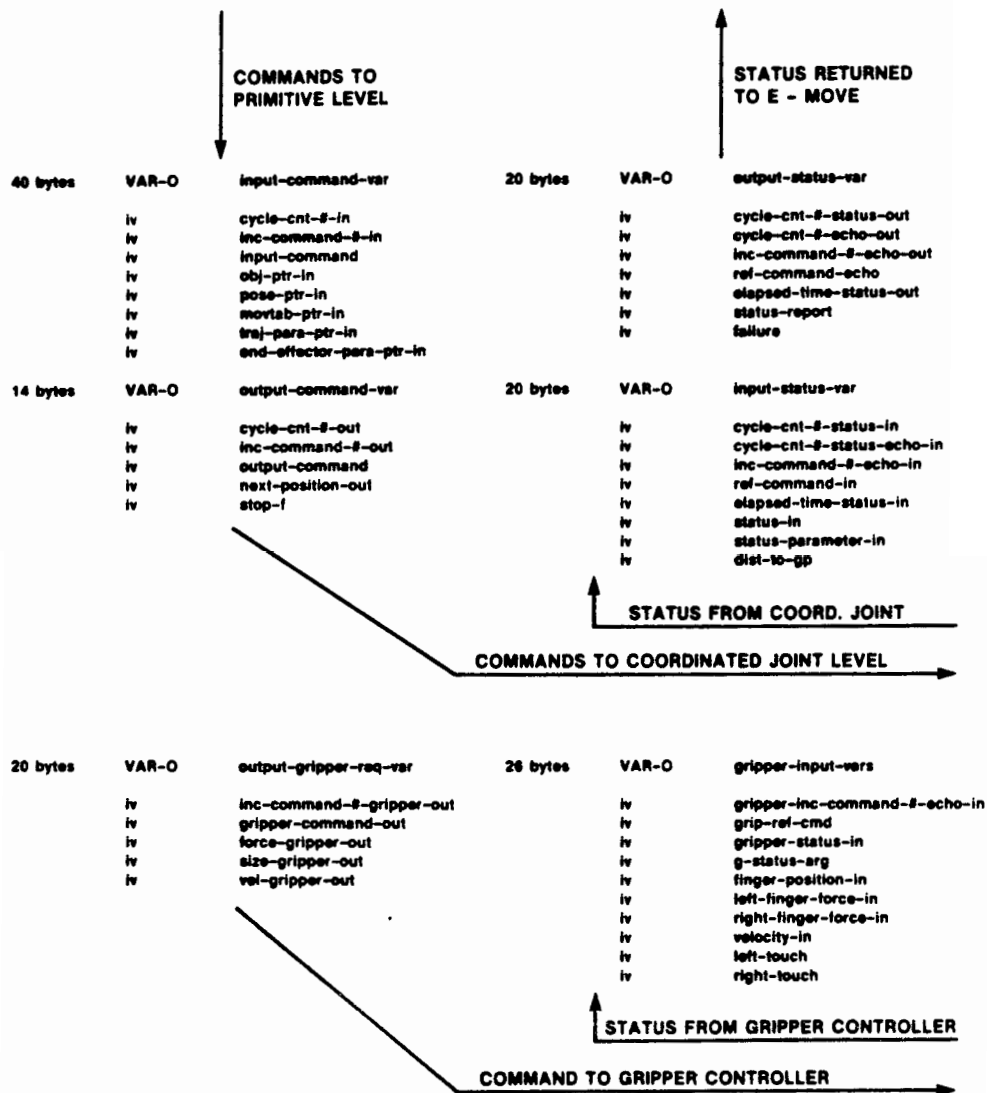 COMMANDS TO
PRIMITIVE LEVEL
STATUS RETURNED
TO E - MOVE
40 bytes VAR-O input-command-var
iv cycle-cnt-#-in
iv inc-command-#-in
iv input-command
iv obj-ptr-in
iv pose-ptr-in
iv movtab-ptr-in
iv traj-para-ptr-in
iv end-effector-para-ptr-in
20 bytes VAR-O output-status-var
iv cycle-cnt-#-status-out
iv cycle-cnt-#-echo-out
iv inc-command-#-echo-out
iv ref-command-echo
iv elapsed-time-status-out
iv status-report
iv failure
14 bytes VAR-O output-command-var
iv cycle-cnt-#-out
iv inc-command-#-out
iv output-command
iv next-position-out
iv stop-f
20 bytes VAR-O input-status-var
iv cycle-cnt-#-status-in
iv cycle-cnt-#-status-echo-in
iv inc-command-#-echo-in
iv ref-command-in
iv elapsed-time-status-in
iv status-in
iv status-parameter-in
iv dist-to-gp
STATUS FROM COORD. JOINT
COMMANDS TO COORDINATED JOINT LEVEL
20 bytes VAR-O output-gripper-raq-var
iv inc-command-#-gripper-out
iv gripper-command-out
iv force-gripper-out
iv size-gripper-out
iv vel-gripper-out
26 bytes VAR-O gripper-input-vars
iv gripper-inc-command-#-echo-in
iv grip-ref-cmd
iv gripper-status-in
iv g-status-arg
iv finger-position-in
iv left-finger-force-in
iv right-finger-force-in
iv velocity-in
iv left-touch
iv right-touch
STATUS FROM GRIPPER CONTROLLER
COMMAND TO GRIPPER CONTROLLER